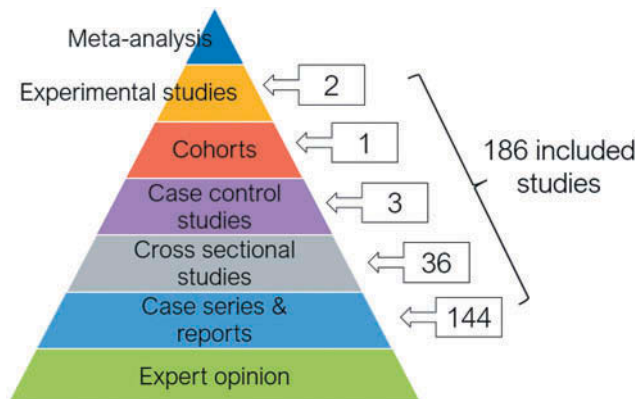 Meta-analysis
Experimental studies
2
Cohorts
1
Case control
studies
3
Cross sectional
studies
36
Case series &
reports
144
Expert opinion
186 included
studies